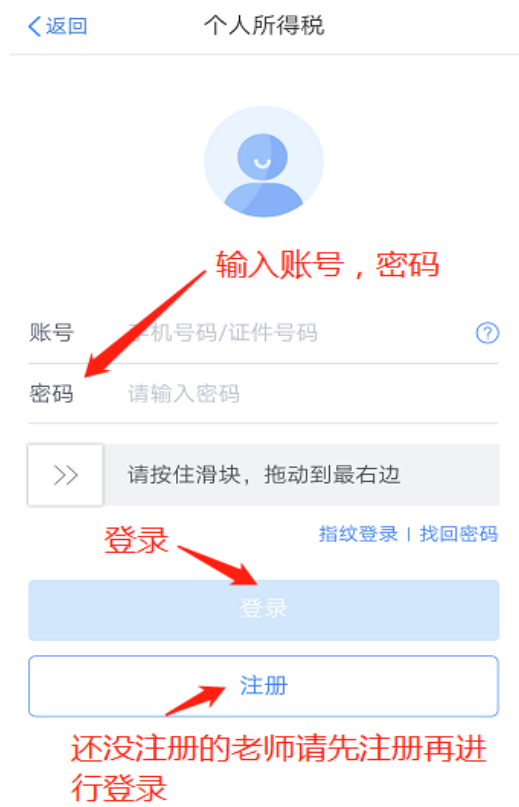 返回
个人所得税
输入账号，密码
账号
手机号码/证件号码
密码
请输入密码
请按住滑块，拖动到最右边
登录
指纹登录 | 找回密码
登录
注册
还没注册的老师请先注册再进
行登录